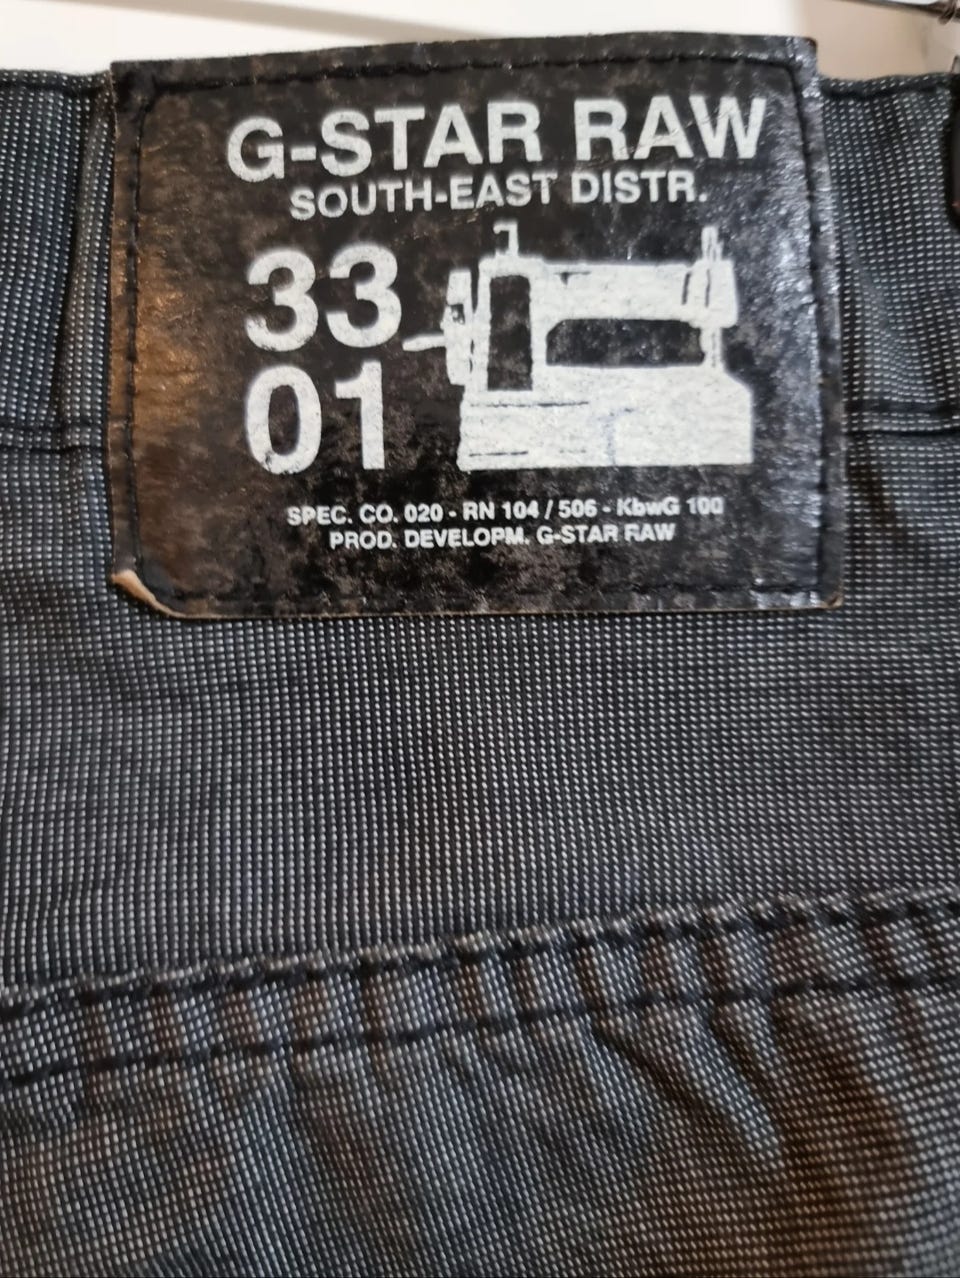 G-STAR RAW
SOUTH-EAST DISTR.
33
01
SPEC. CO. 020 - RN 104 / 506 - KbwG 100
PROD. DEVELOPM. G-STAR RAW